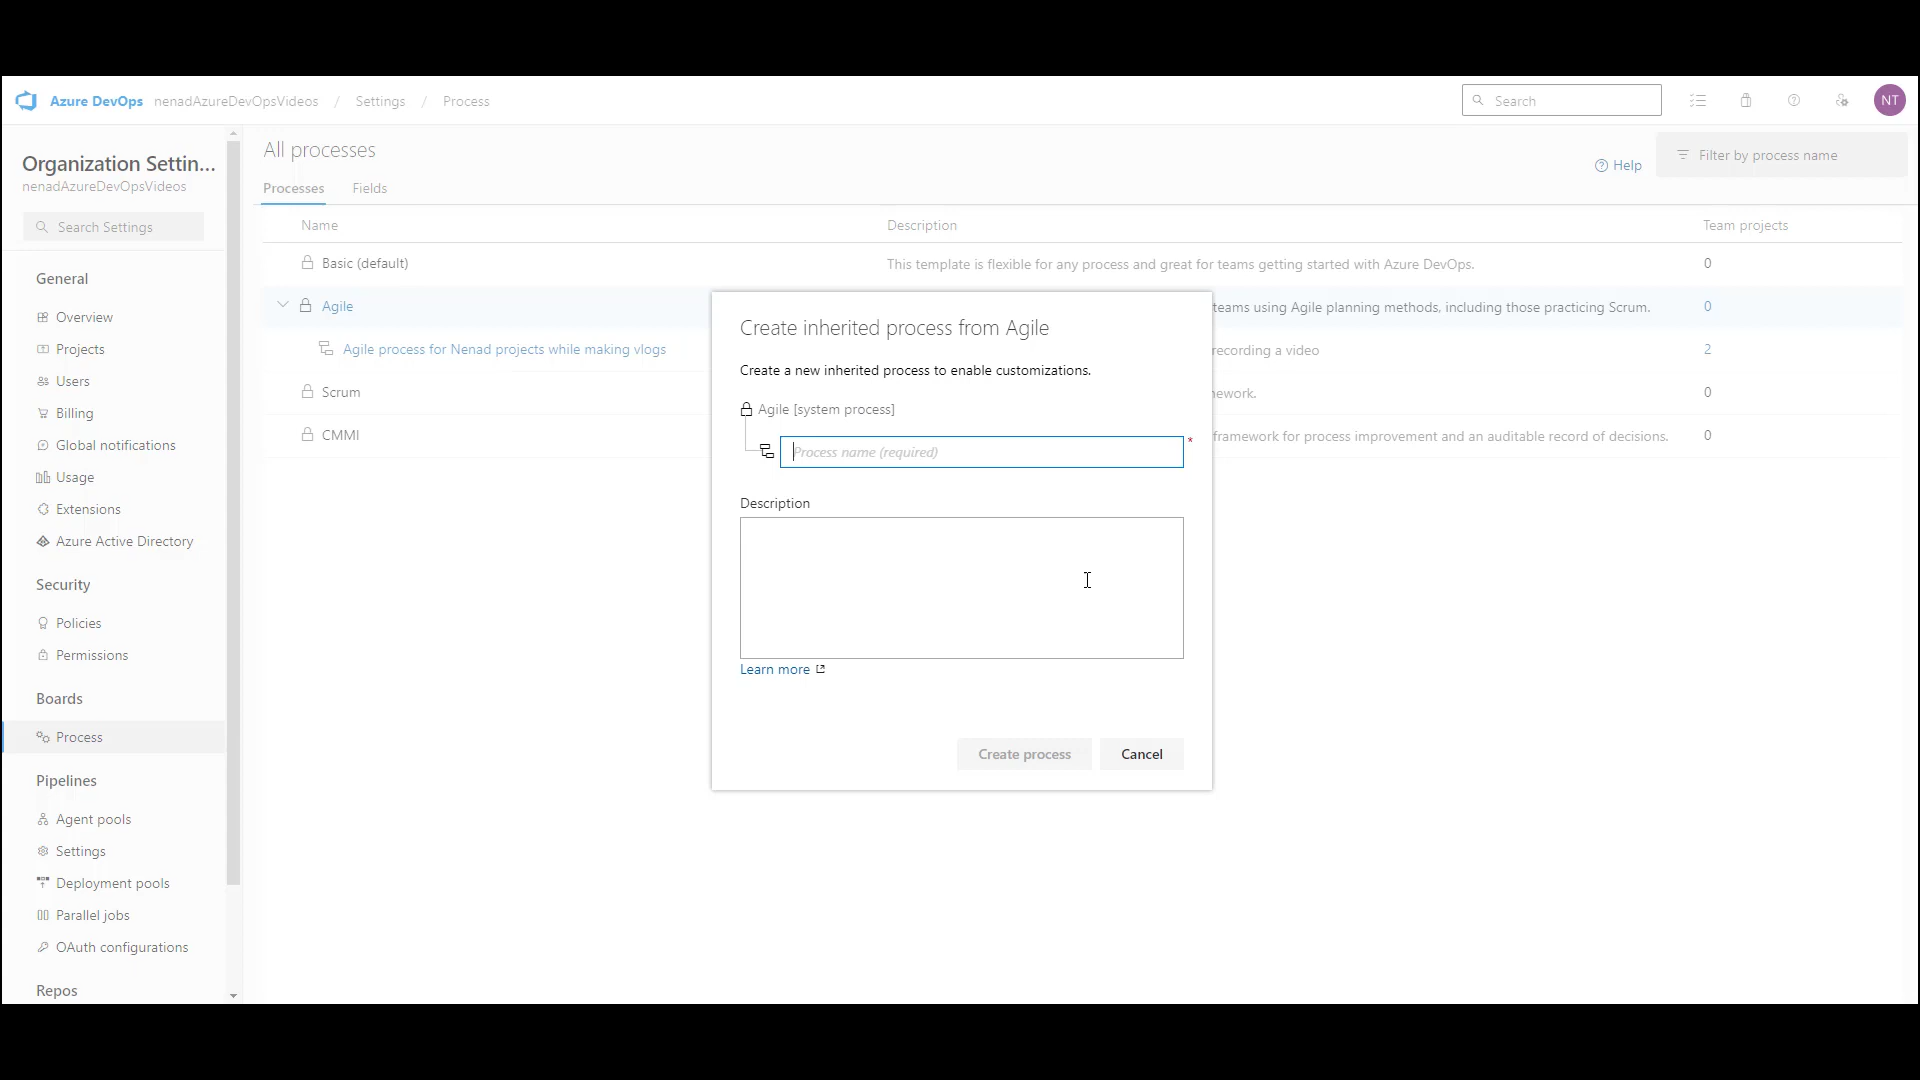 Azure DevOps nenadAzureDevOpsVideos / Settings / Process
Search
NT
Organization Settin...
nenadAzureDevOpsVideos
Search Settings
General
Overview
Projects
Users
Billing
Global notifications
Usage
Extensions
Azure Active Directory
Security
Policies
Permissions
Boards
Process
Pipelines
Agent pools
Settings
Deployment pools
Parallel jobs
OAuth configurations
Repos
All processes
Help
Filter by process name
Processes Fields
Name Description Team projects
Basic (default) This template is flexible for any process and great for teams getting started with Azure DevOps. 0
Agile teams using Agile planning methods, including those practicing Scrum. 0
Agile process for Nenad projects while making vlogs recording a video 2
Scrum ework. 0
CMMI framework for process improvement and an auditable record of decisions. 0
Create inherited process from Agile
Create a new inherited process to enable customizations.
Agile [system process]
Process name (required) *
Description
Learn more
Create process Cancel